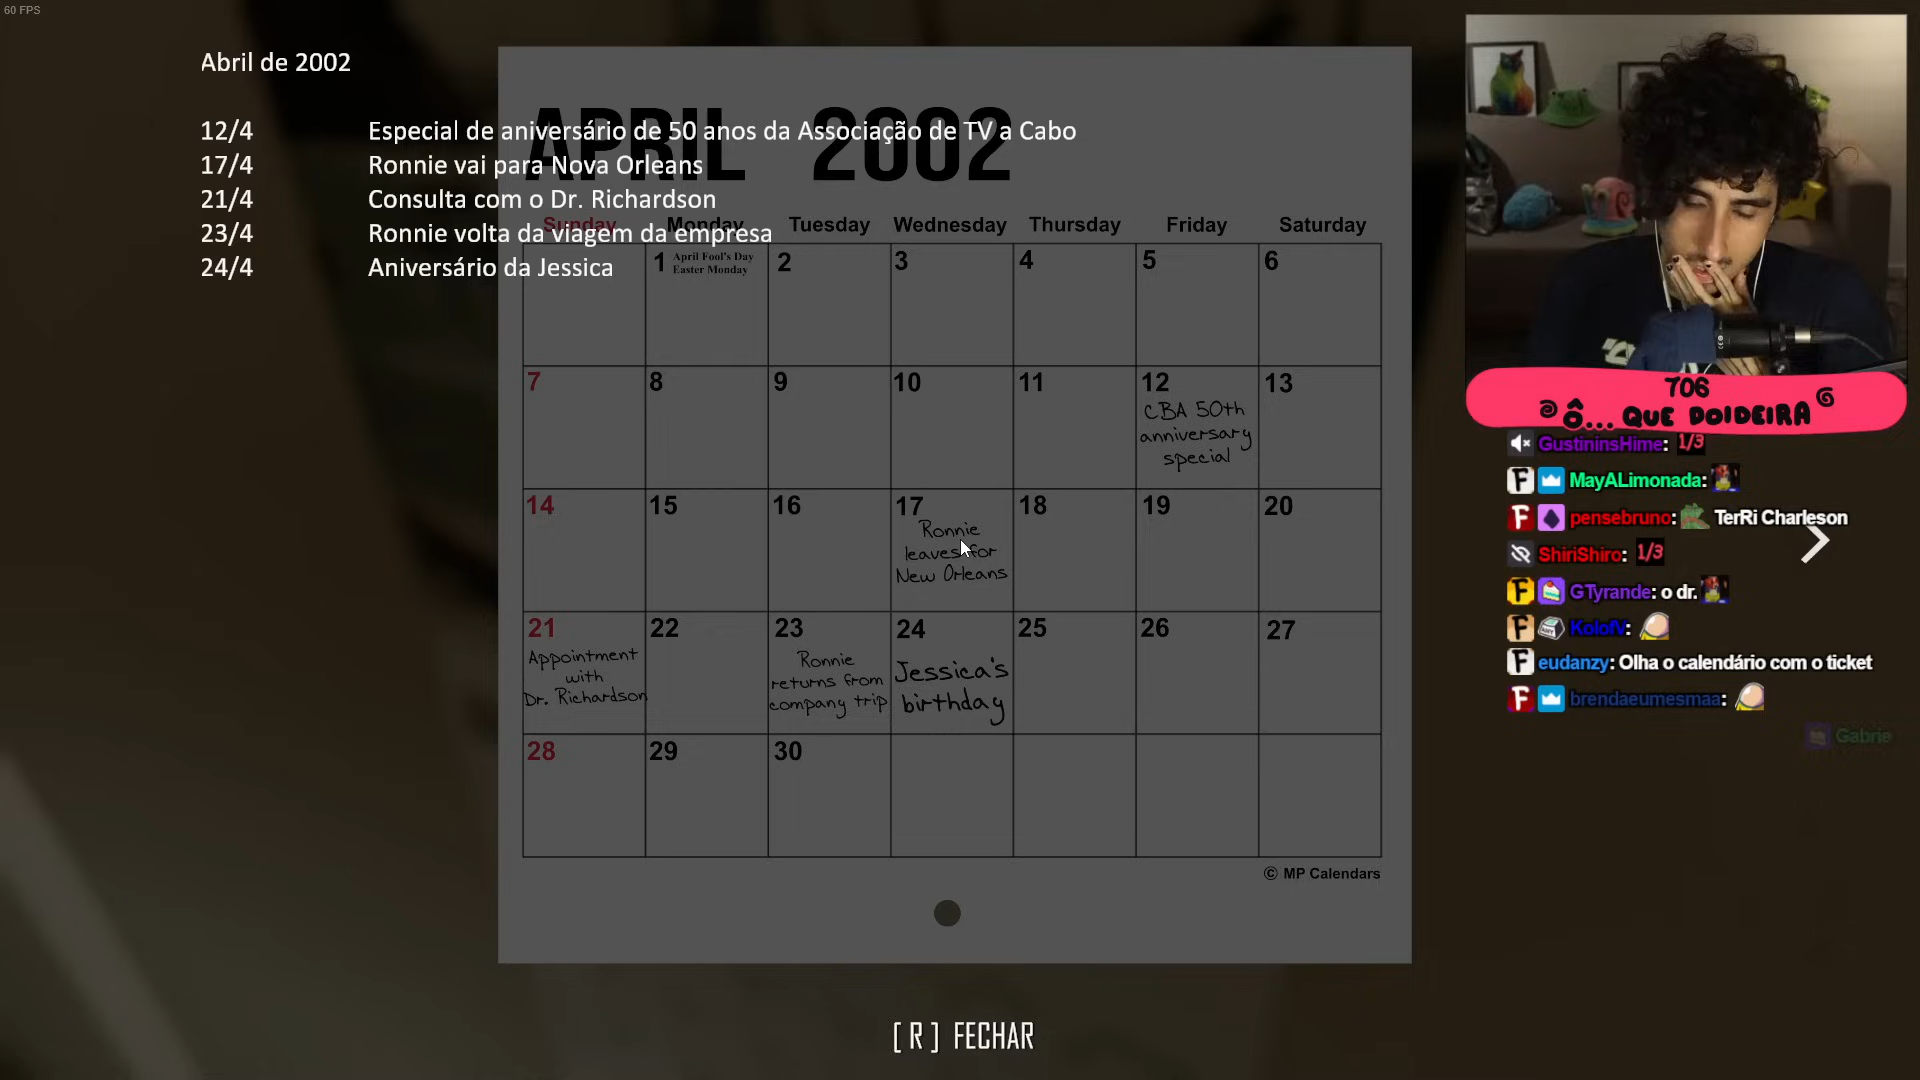 60 FPS
Abril de 2002
12/4 Especial de aniversário de 50 anos da Associação de TV a Cabo
17/4 Ronnie vai para Nova Orleans
21/4 Consulta com o Dr. Richardson
23/4 Ronnie volta da viagem da empresa
24/4 Aniversário da Jessica
APRIL 2002
Sunday Monday Tuesday Wednesday Thursday Friday Saturday
1 April Fool's Day
Easter Monday
2 3 4 5 6
7 8 9 10 11 12 13
CBA 50th
anniversary
special
14 15 16 17 18 19 20
Ronnie
leaves for
New Orleans
21 22 23 24 25 26 27
Appointment
with
Dr. Richardson
Ronnie
returns from
company trip
Jessica's
birthday
28 29 30
© MP Calendars
[ R ] FECHAR
706
Ô... QUE DOIDEIRA
GustininsHime: 1/3
MayALimonada:
pensebruno: TerRi Charleson
ShiriShiro: 1/3
GTyrande: o dr.
KolofV:
eudanzy: Olha o calendário com o ticket
brendaeumesmaa:
Gabrie